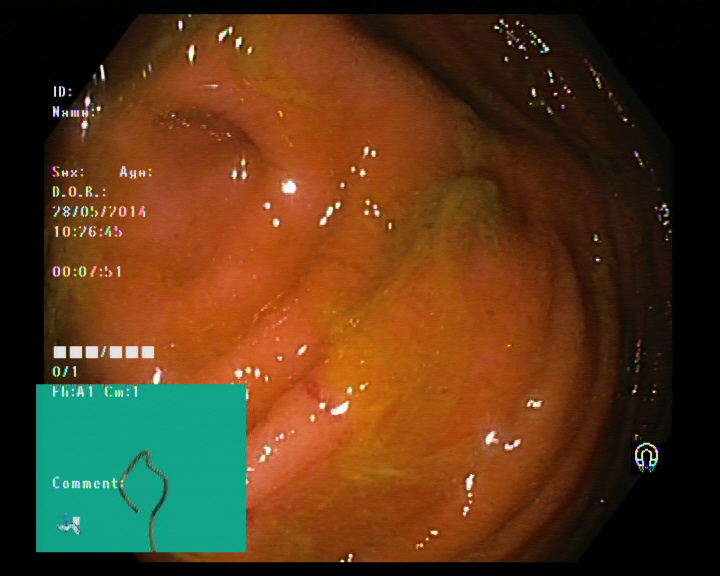 ID:
Name:
Sex: Age:
D.O.B.:
28/05/2014
10:26:45
00:07:51
■■■/■■■
0/1
Eh:A1 Cm:1
Comment: